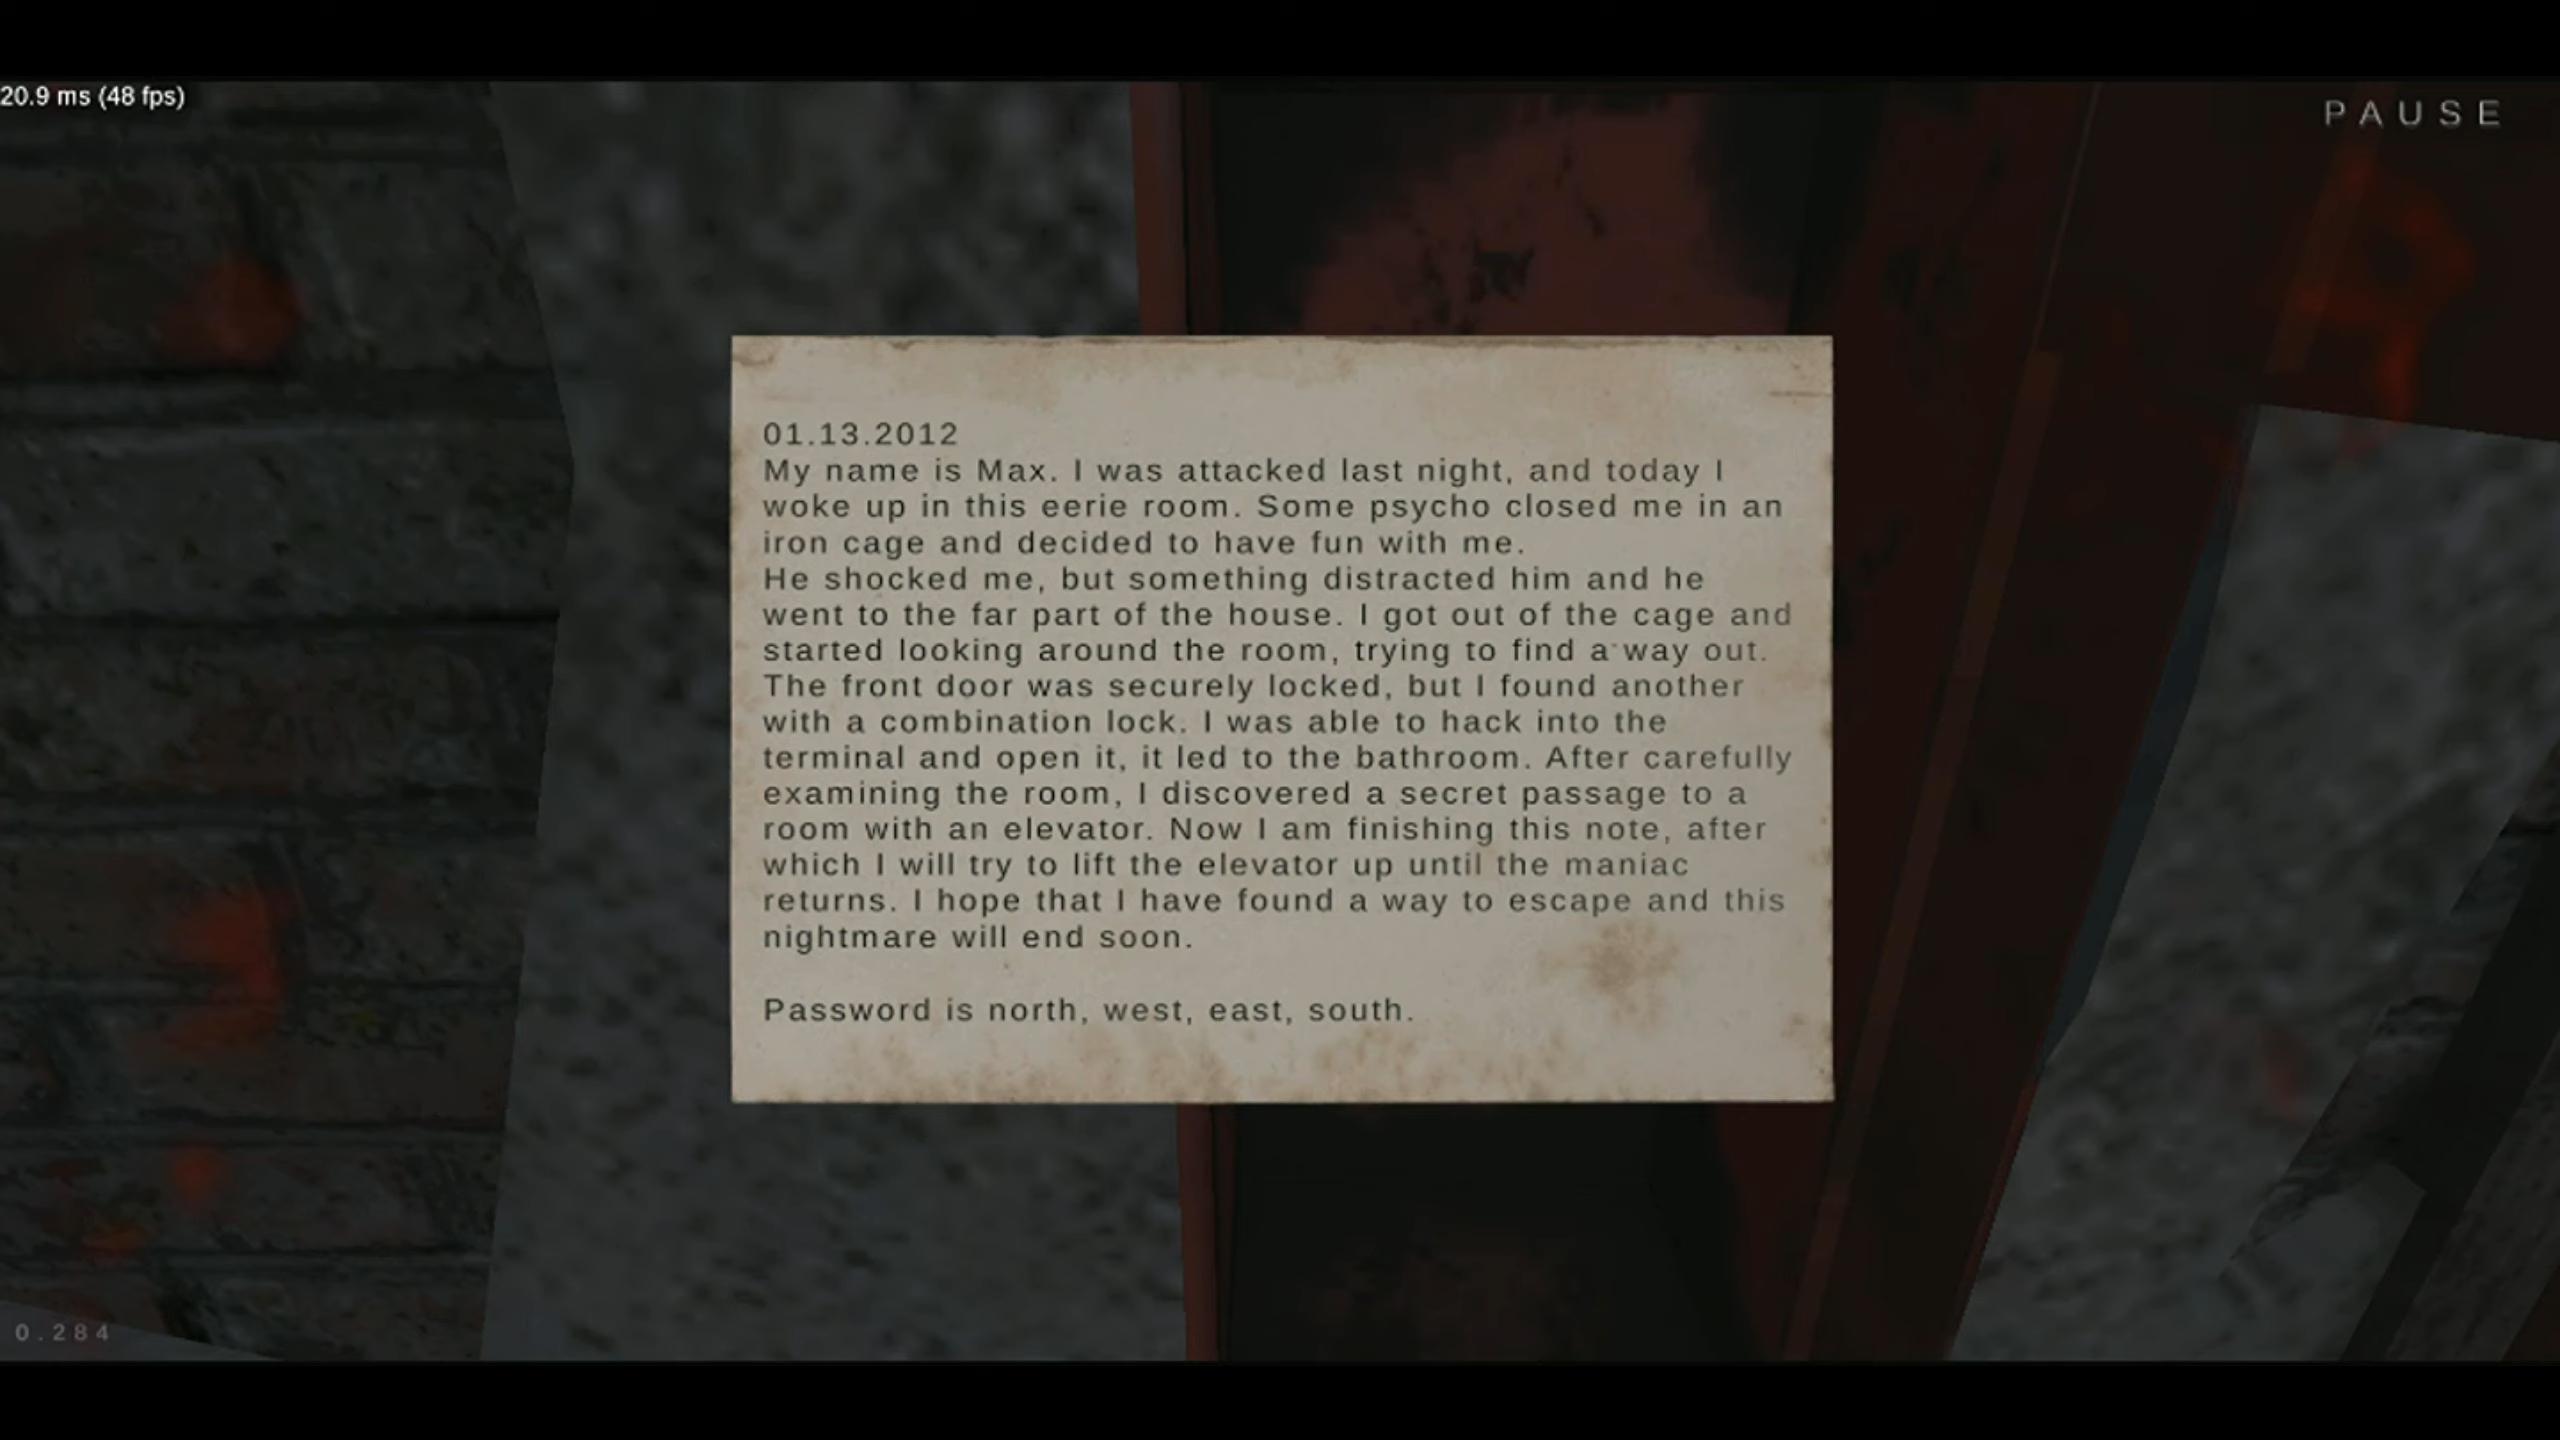 20.9 ms (48 fps)
PAUSE
01.13.2012
My name is Max. I was attacked last night, and today I
woke up in this eerie room. Some psycho closed me in an
iron cage and decided to have fun with me.
He shocked me, but something distracted him and he
went to the far part of the house. I got out of the cage and
started looking around the room, trying to find a way out.
The front door was securely locked, but I found another
with a combination lock. I was able to hack into the
terminal and open it, it led to the bathroom. After carefully
examining the room, I discovered a secret passage to a
room with an elevator. Now I am finishing this note, after
which I will try to lift the elevator up until the maniac
returns. I hope that I have found a way to escape and this
nightmare will end soon.
Password is north, west, east, south.
0.284